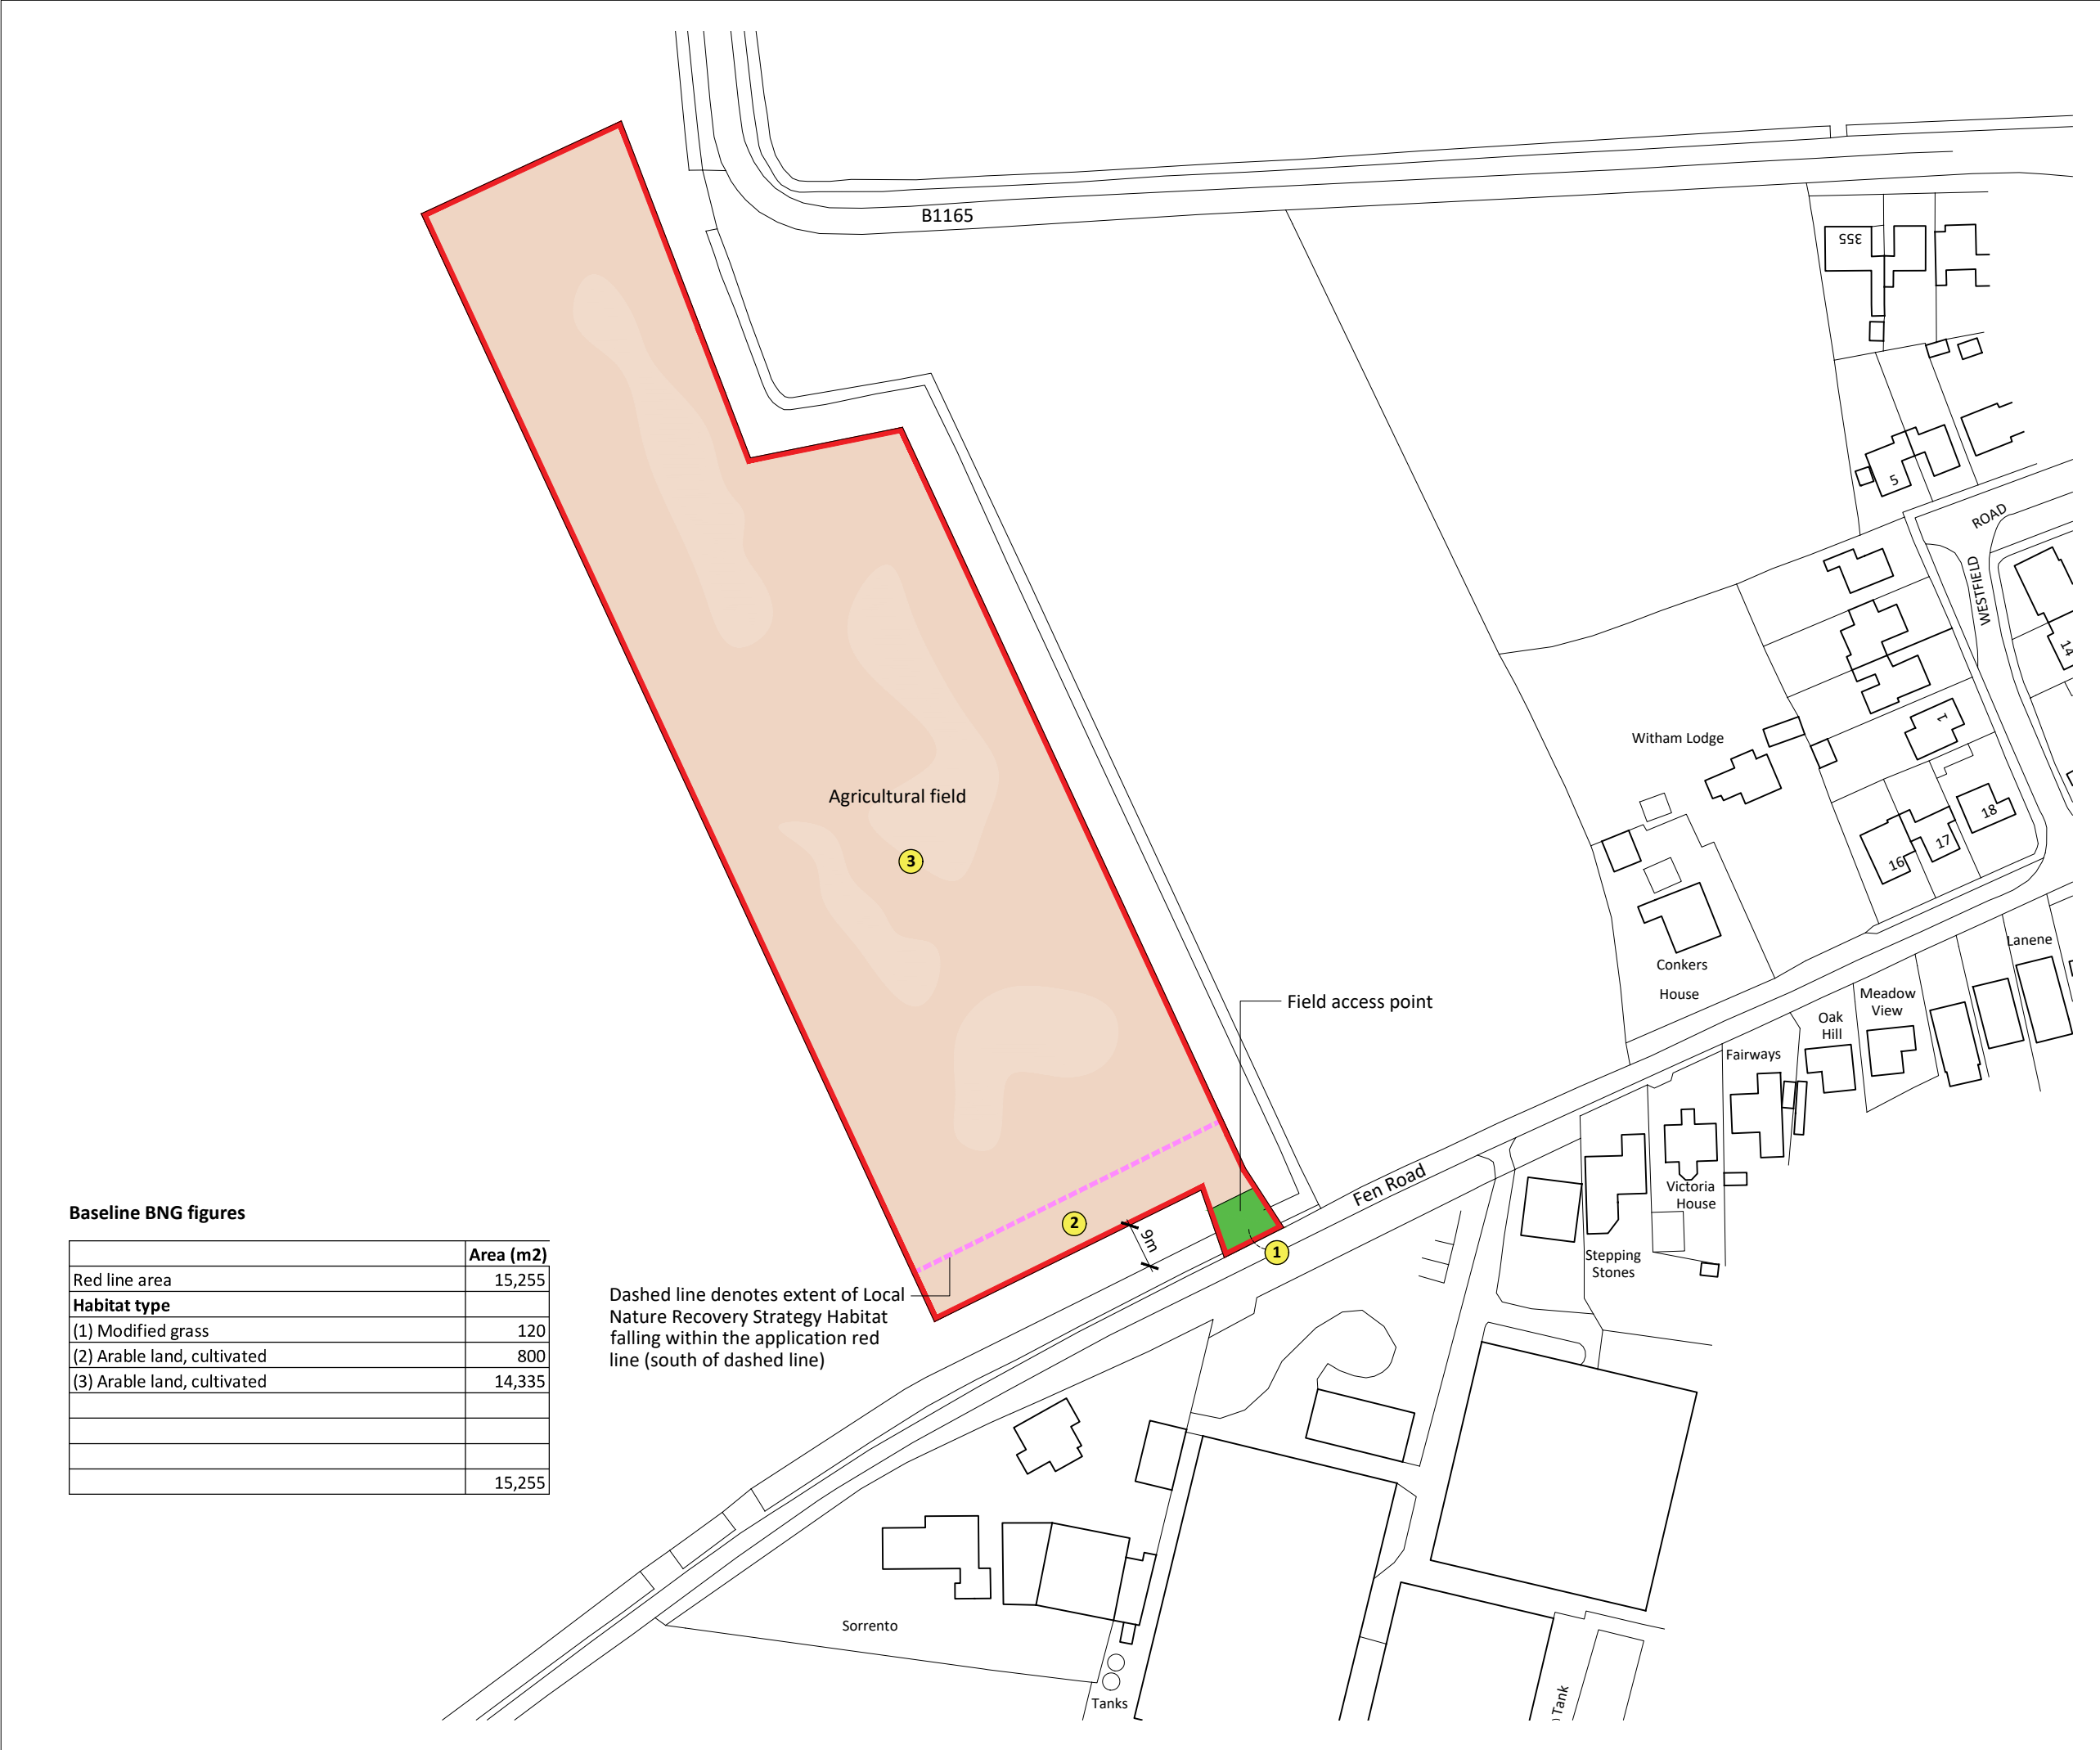 B1165
355
5
ROAD
WESTFIELD
14
Witham Lodge
1
18
17
16
Agricultural field
3
Conkers
House
Lanene
Meadow
View
Oak
Hill
Fairways
Field access point
Fen Road
Victoria
House
Stepping
Stones
2
9m
1
Baseline BNG figures
Area (m2)
Red line area 15,255
Habitat type
(1) Modified grass 120
(2) Arable land, cultivated 800
(3) Arable land, cultivated 14,335
15,255
Dashed line denotes extent of Local
Nature Recovery Strategy Habitat
falling within the application red
line (south of dashed line)
Sorrento
Tanks
Tank